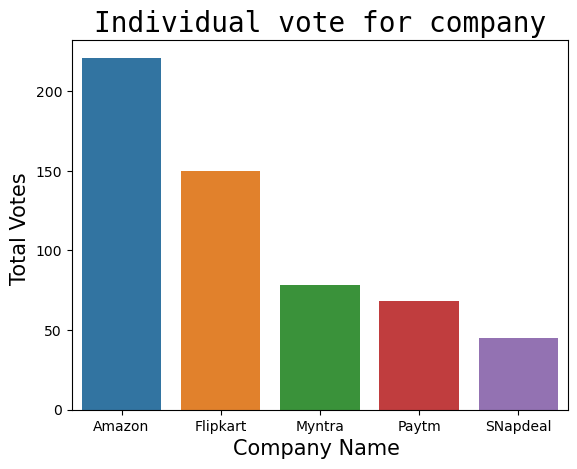 Individual vote for company
Total Votes
200
150
100
50
0
Amazon Flipkart Myntra Paytm SNapdeal
Company Name